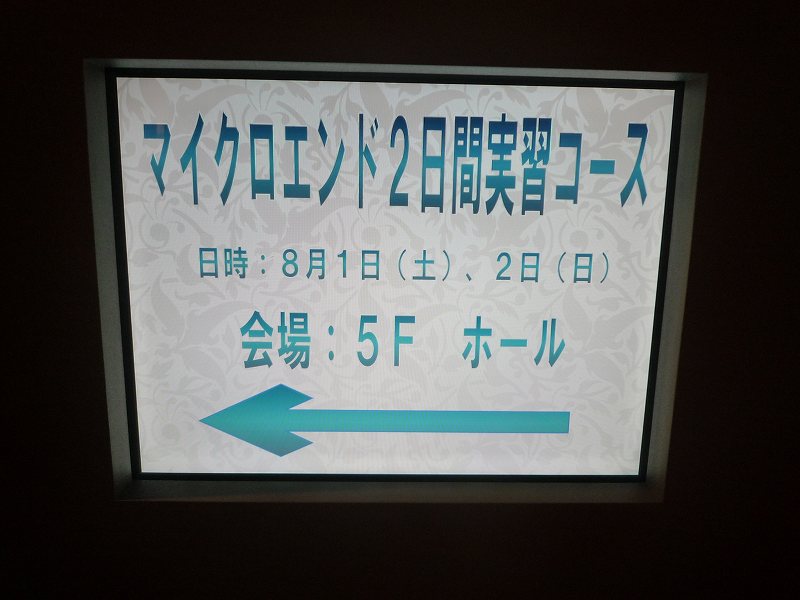 マイクロエンド2日間実習コース
日時：８月１日（土）、２日（日）
会場：５Ｆ　ホール